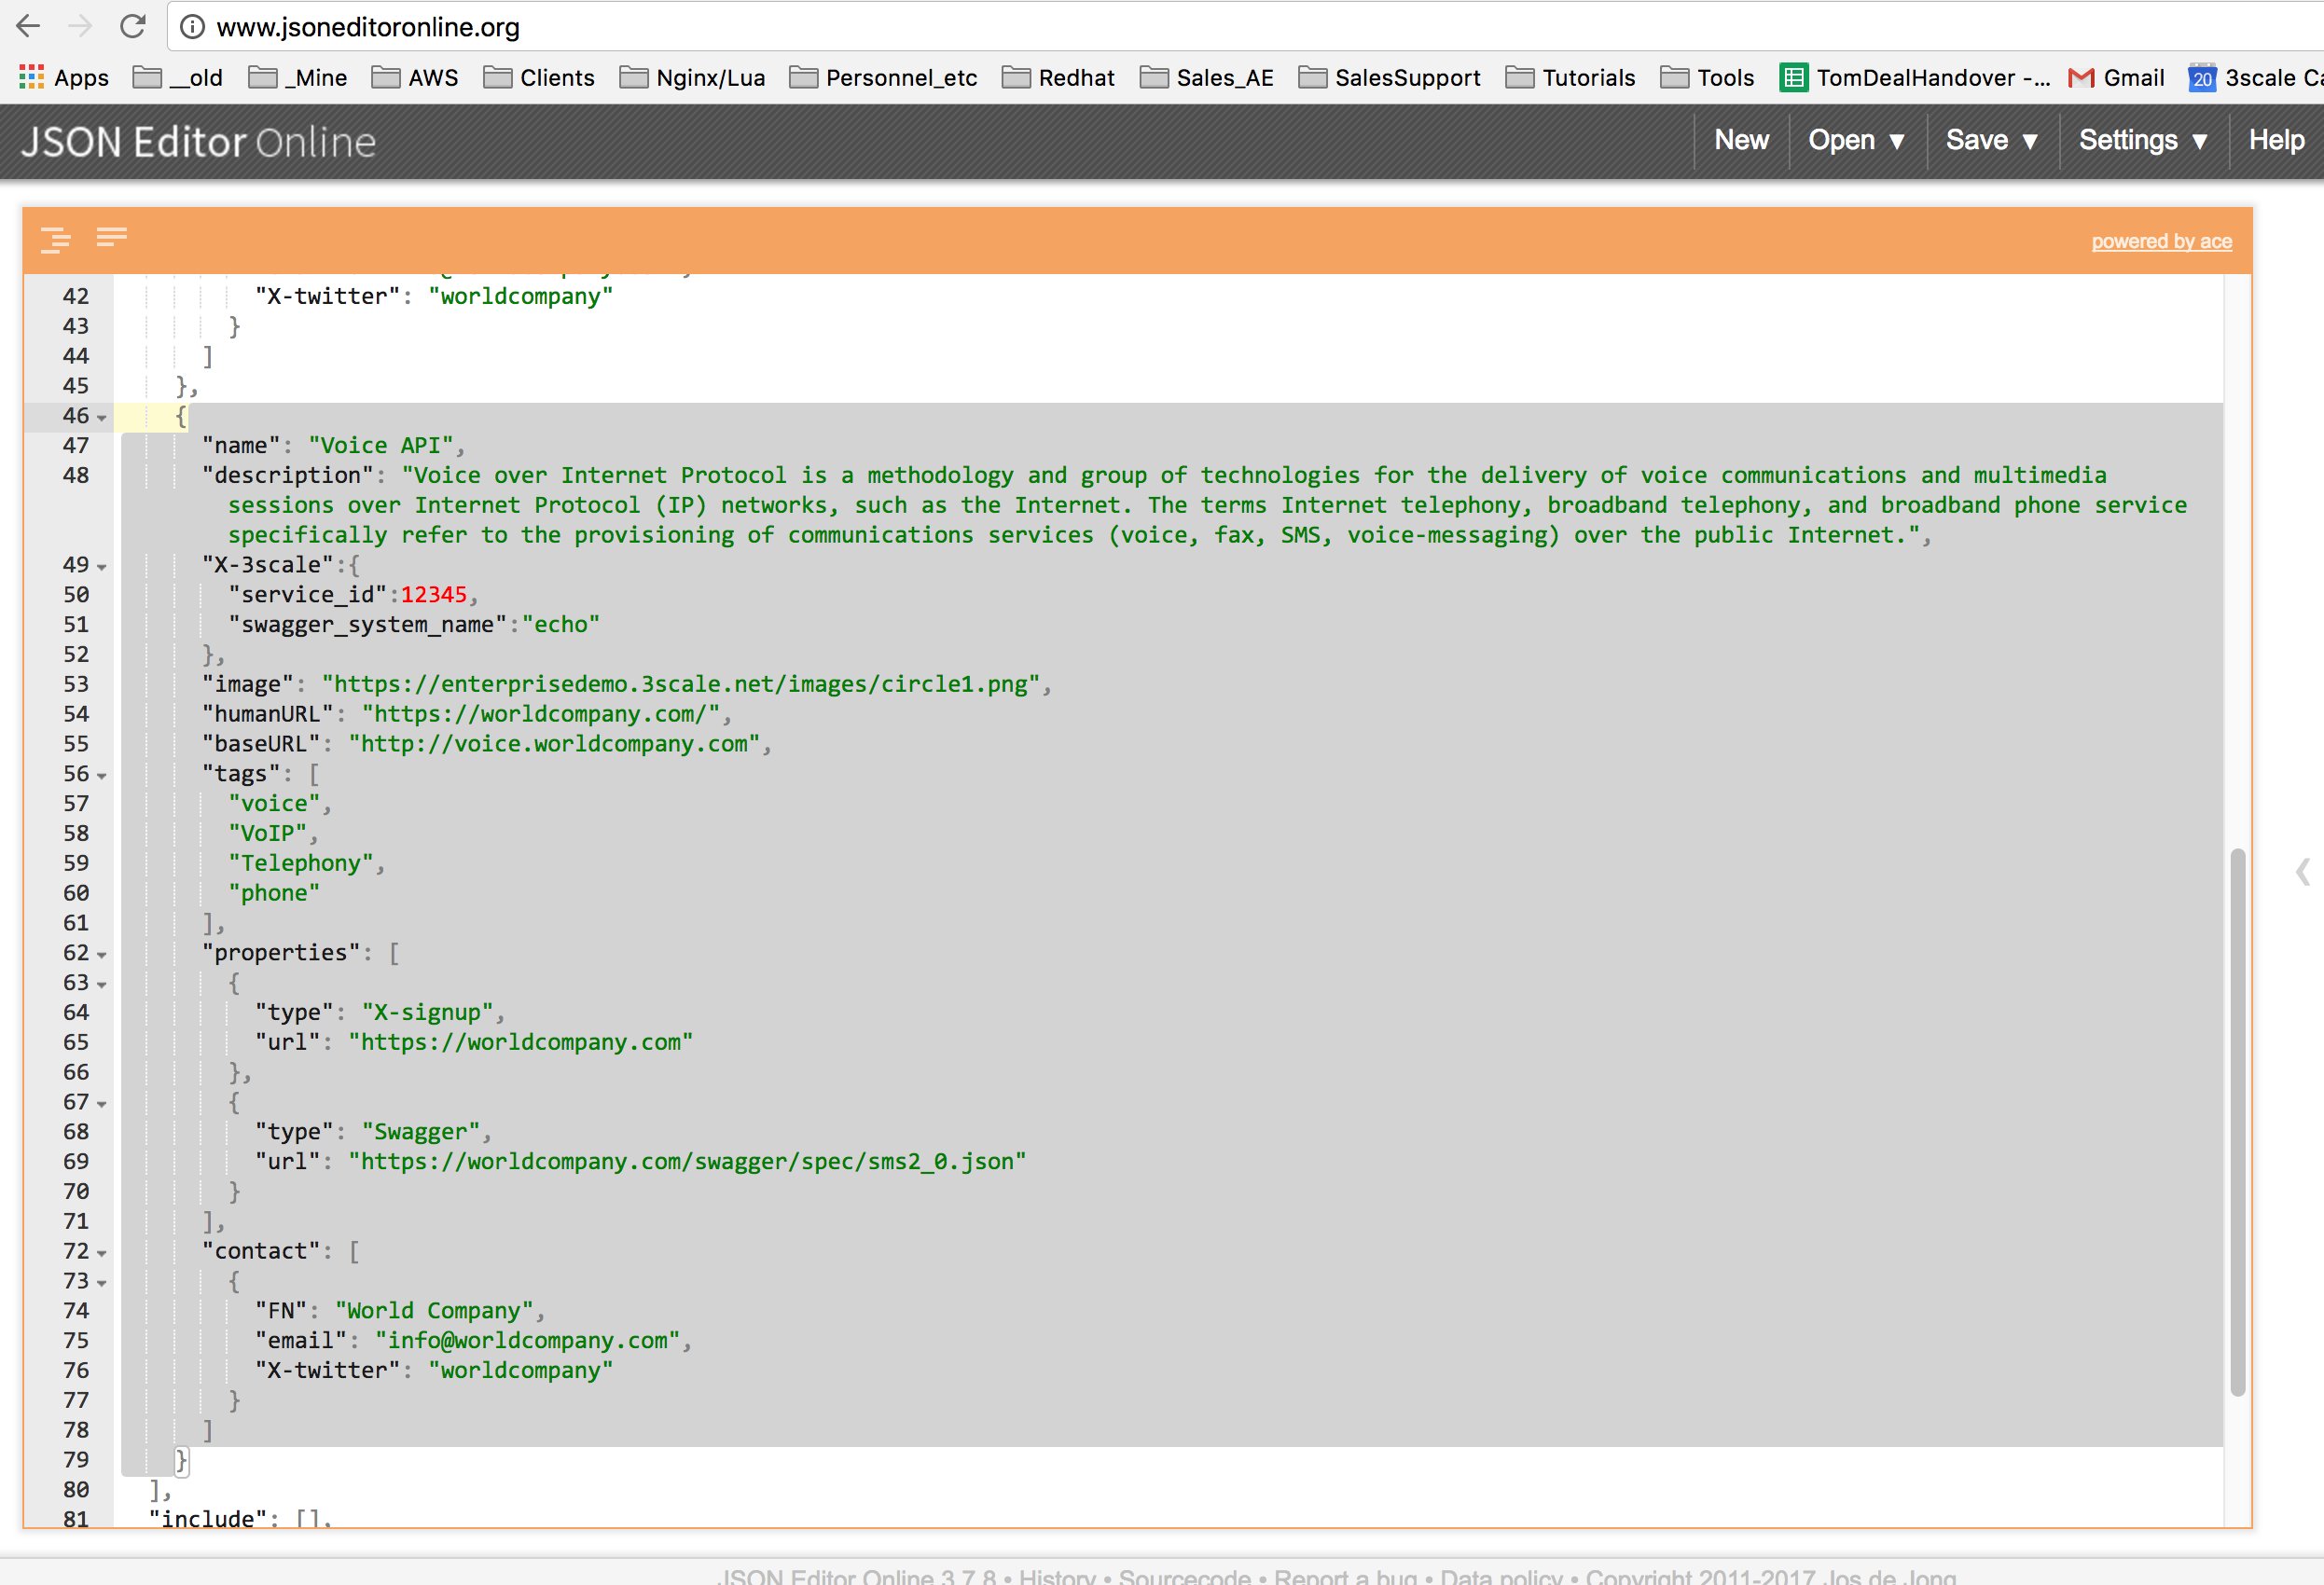 www.jsoneditoronline.org
Apps __old _Mine AWS Clients Nginx/Lua Personnel_etc Redhat Sales_AE SalesSupport Tutorials Tools TomDealHandover -... Gmail 20 3scale
JSON Editor Online New Open ▼ Save ▼ Settings ▼ Help
powered by ace
42 "X-twitter": "worldcompany"
43 }
44 ]
45 },
46 {
47 "name": "Voice API",
48 "description": "Voice over Internet Protocol is a methodology and group of technologies for the delivery of voice communications and multimedia
sessions over Internet Protocol (IP) networks, such as the Internet. The terms Internet telephony, broadband telephony, and broadband phone service
specifically refer to the provisioning of communications services (voice, fax, SMS, voice-messaging) over the public Internet.",
49 "X-3scale":{
50 "service_id":12345,
51 "swagger_system_name":"echo"
52 },
53 "image": "https://enterprisedemo.3scale.net/images/circle1.png",
54 "humanURL": "https://worldcompany.com/",
55 "baseURL": "http://voice.worldcompany.com",
56 "tags": [
57 "voice",
58 "VoIP",
59 "Telephony",
60 "phone"
61 ],
62 "properties": [
63 {
64 "type": "X-signup",
65 "url": "https://worldcompany.com"
66 },
67 {
68 "type": "Swagger",
69 "url": "https://worldcompany.com/swagger/spec/sms2_0.json"
70 }
71 ],
72 "contact": [
73 {
74 "FN": "World Company",
75 "email": "info@worldcompany.com",
76 "X-twitter": "worldcompany"
77 }
78 ]
79 }
80 ],
81 "include": [],
JSON Editor Online 3.7.8 • History • Sourcecode • Report a bug • Data policy • Copyright 2011-2017 Jos de Jong